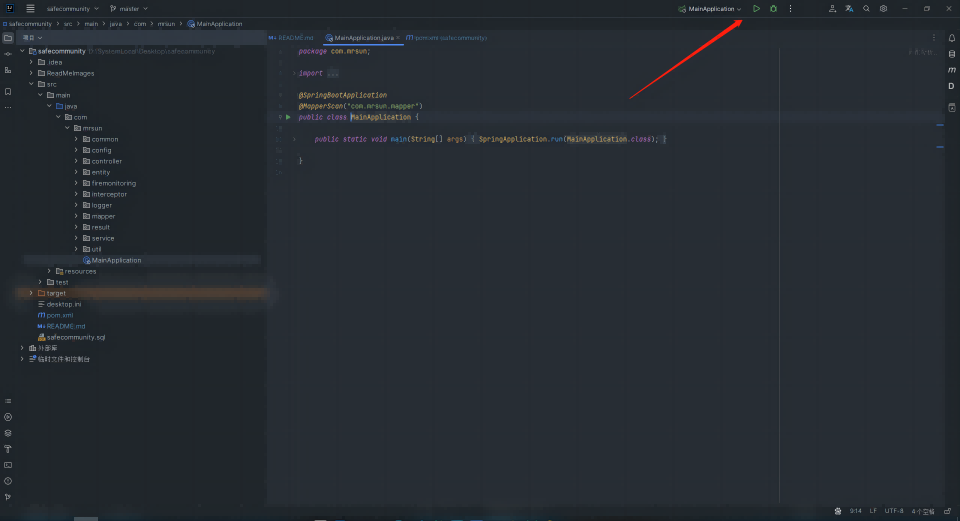 safecommunity
master
MainApplication
safecommunity > src > main > java > com > mrsun > MainApplication
项目
README.md
MainApplication.java
pom.xml (safecommunity)
safecommunity
.idea
ReadMeImages
src
main
java
com
mrsun
common
config
controller
entity
firemonitoring
interceptor
logger
mapper
result
service
util
MainApplication
resources
test
target
desktop.ini
pom.xml
README.md
safecommunity.sql
外部库
临时文件和控制台
package com.mrsun;
import ...
@SpringBootApplication
@MapperScan("com.mrsun.mapper")
public class MainApplication {
public static void main(String[] args) { SpringApplication.run(MainApplication.class); }
}
9:14 LF UTF-8 4 个空格